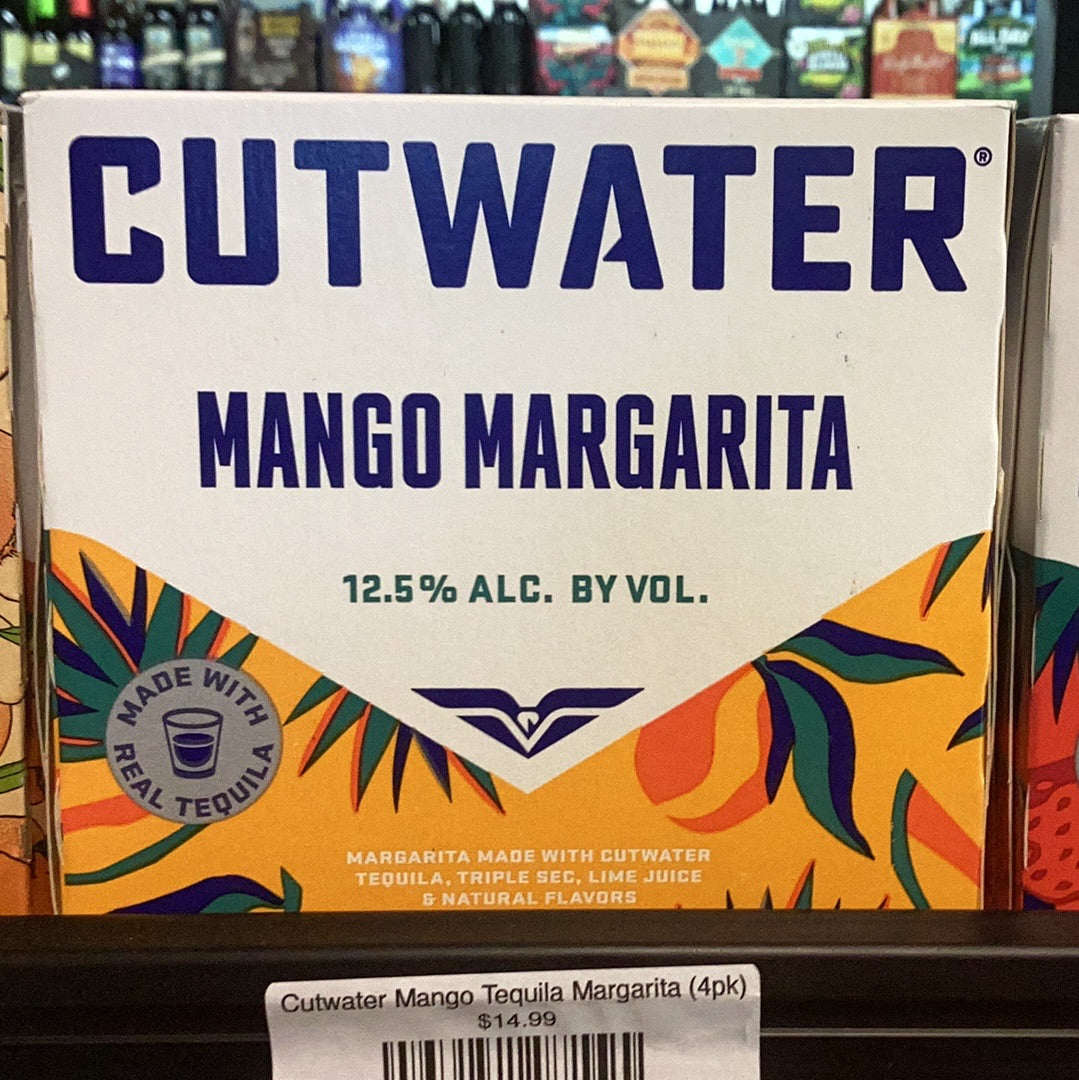 CUTWATER®
MANGO MARGARITA
12.5% ALC. BY VOL.
MADE WITH
REAL TEQUILA
MARGARITA MADE WITH CUTWATER
TEQUILA, TRIPLE SEC, LIME JUICE
& NATURAL FLAVORS
Cutwater Mango Tequila Margarita (4pk)
$14.99